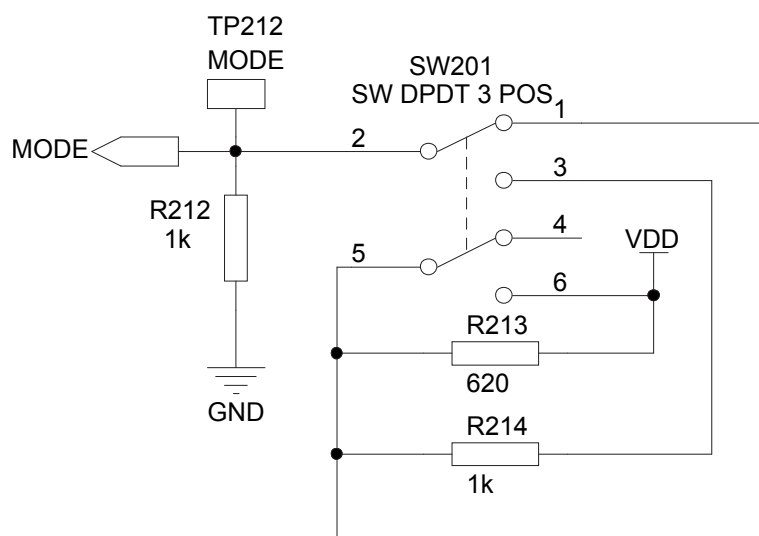 TP212
MODE
SW201
SW DPDT 3 POS
1
2
MODE
3
R212
1k
4
VDD
5
6
R213
620
GND
R214
1k